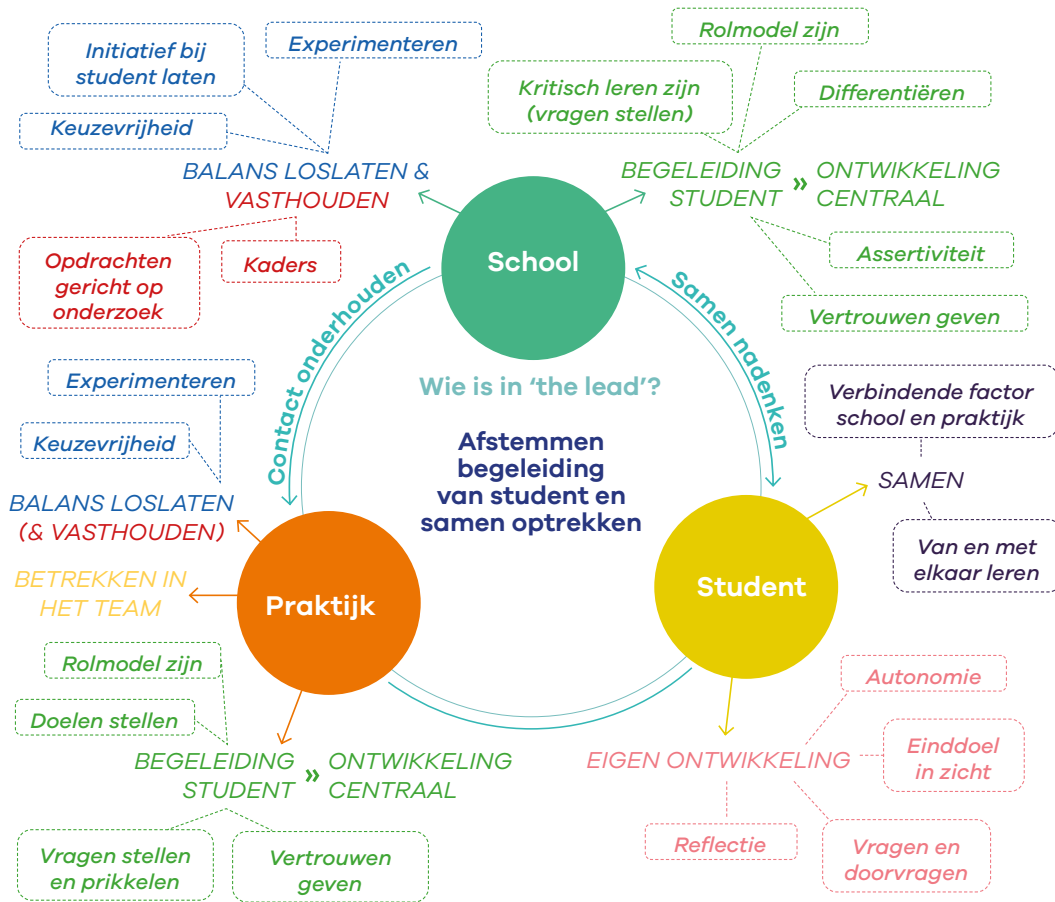 Initiatief bij
student laten
Experimenteren
Keuzevrijheid
BALANS LOSLATEN &
VASTHOUDEN
Opdrachten
gericht op
onderzoek
Kaders
Rolmodel zijn
Kritisch leren zijn
(vragen stellen)
Differentiëren
BEGELEIDING
STUDENT
»
ONTWIKKELING
CENTRAAL
Assertiviteit
Vertrouwen geven
School
Contact onderhouden
Samen nadenken
Wie is in ‘the lead’?
Afstemmen
begeleiding
van student en
samen optrekken
Experimenteren
Keuzevrijheid
BALANS LOSLATEN
(& VASTHOUDEN)
BETREKKEN IN
HET TEAM
Praktijk
Rolmodel zijn
Doelen stellen
BEGELEIDING
STUDENT
»
ONTWIKKELING
CENTRAAL
Vragen stellen
en prikkelen
Vertrouwen
geven
Verbindende factor
school en praktijk
SAMEN
Van en met
elkaar leren
Student
Autonomie
EIGEN ONTWIKKELING
Einddoel
in zicht
Reflectie
Vragen en
doorvragen